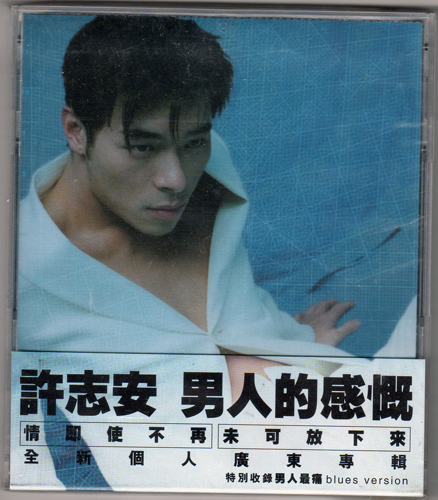 許志安 男人的感慨
情即使不再 未可放下來
全新個人廣東專輯
特別收錄男人最痛 blues version